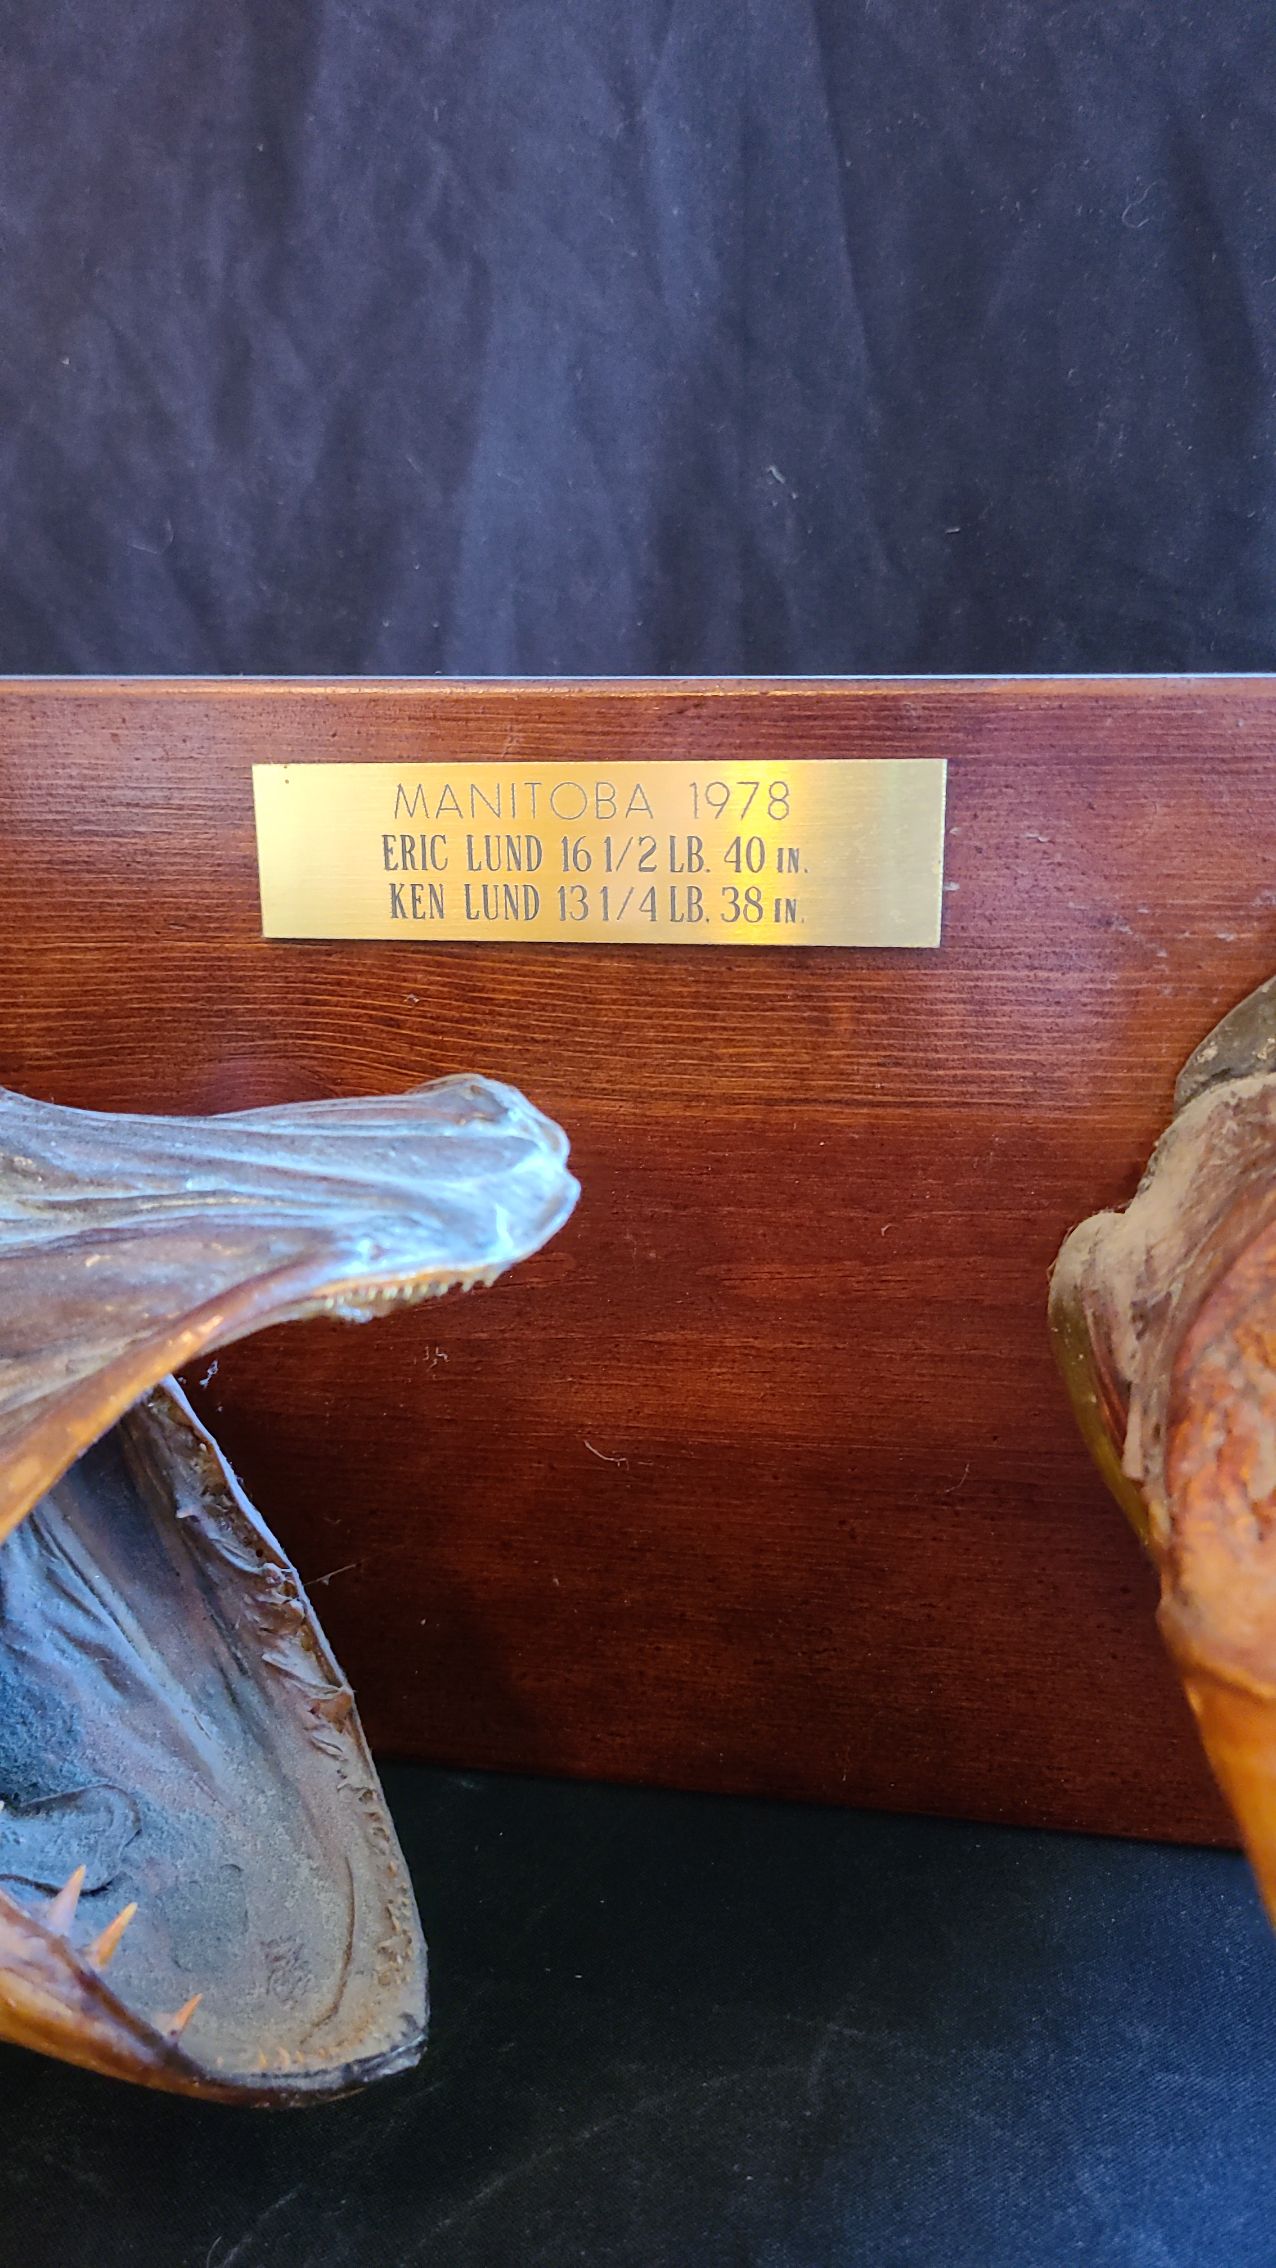 MANITOBA 1978
ERIC LUND 16 1/2 LB. 40 IN.
KEN LUND 13 1/4 LB. 38 IN.